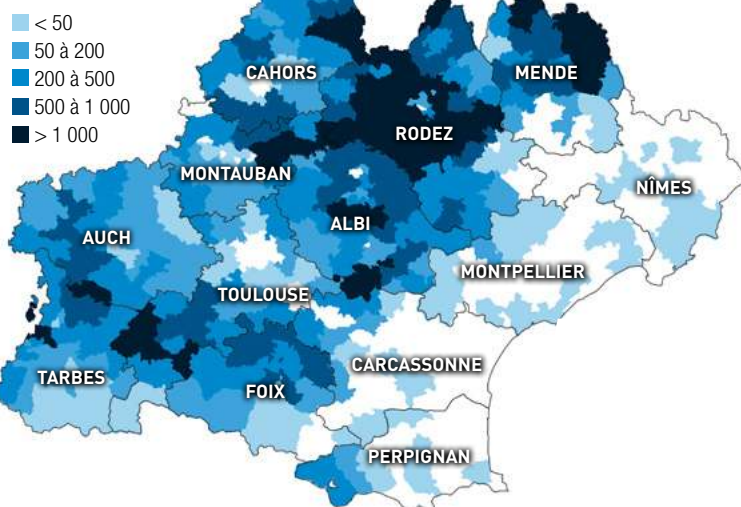 < 50
50 à 200
200 à 500
500 à 1 000
> 1 000
CAHORS
MENDE
RODEZ
MONTAUBAN
NÎMES
ALBI
AUCH
MONTPELLIER
TOULOUSE
CARCASSONNE
TARBES
FOIX
PERPIGNAN